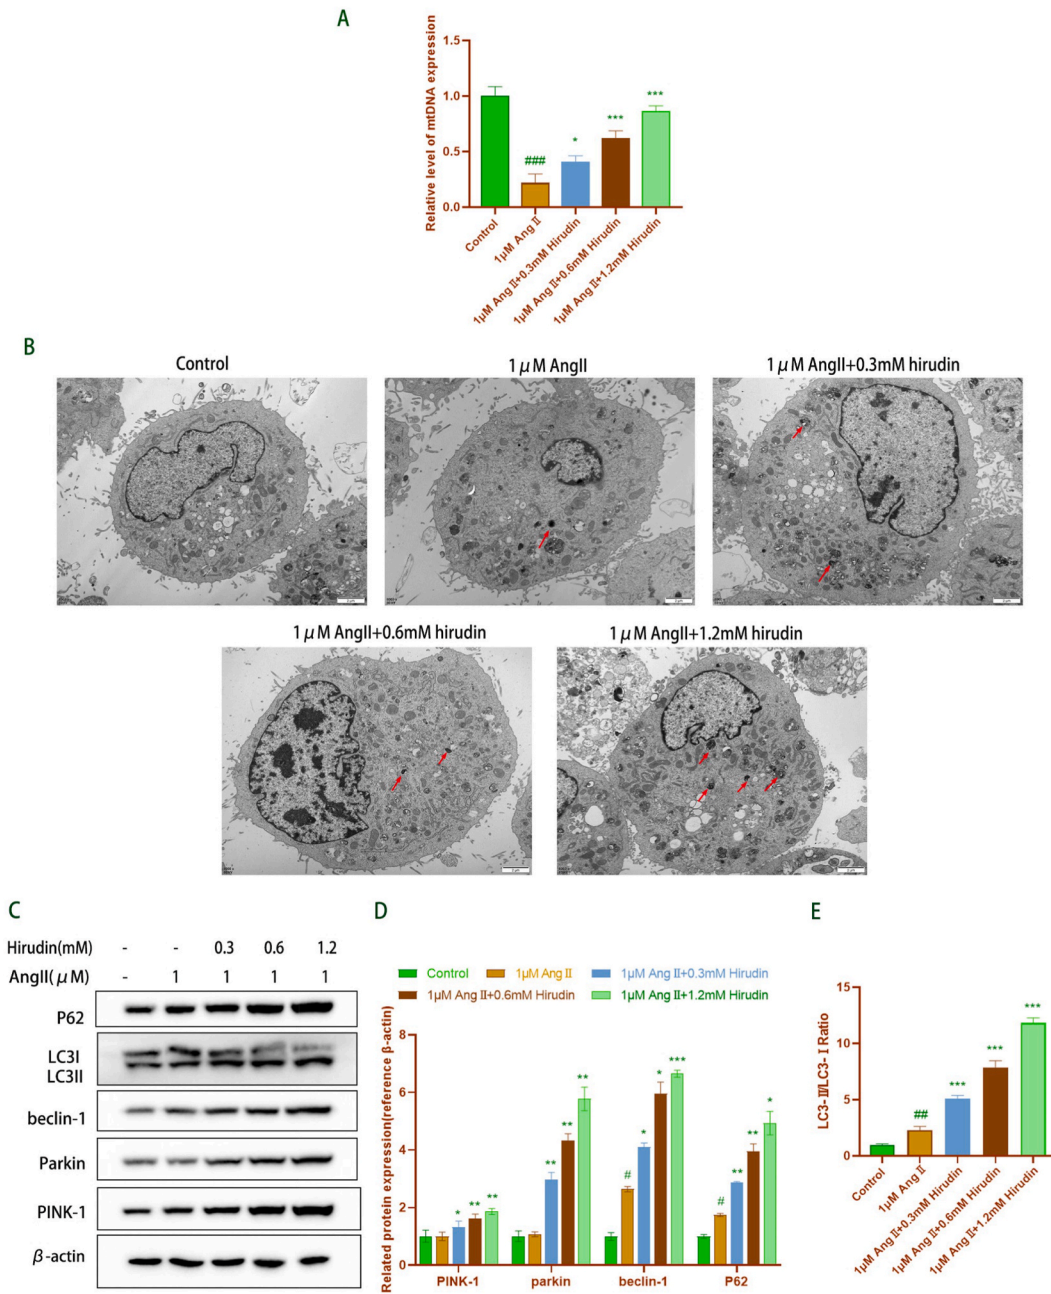 A
Relative level of mtDNA expression
1.5
1.0
0.5
0.0
###
*
***
***
Control
1μM Ang Ⅱ
1μM Ang Ⅱ+0.3mM Hirudin
1μM Ang Ⅱ+0.6mM Hirudin
1μM Ang Ⅱ+1.2mM Hirudin
B
Control
1μM AngII
1μM AngII+0.3mM hirudin
1μM AngII+0.6mM hirudin
1μM AngII+1.2mM hirudin
C
Hirudin(mM) - - 0.3 0.6 1.2
AngII(μM) - 1 1 1 1
P62
LC3I
LC3II
beclin-1
Parkin
PINK-1
β-actin
D
Control 1μM Ang Ⅱ 1μM Ang Ⅱ+0.3mM Hirudin
1μM Ang Ⅱ+0.6mM Hirudin 1μM Ang Ⅱ+1.2mM Hirudin
Related protein expression(reference β-actin)
8
6
4
2
0
* ** **
** ** **
# * * ***
# ** ** *
PINK-1 parkin beclin-1 P62
E
LC3-Ⅱ/LC3-Ⅰ Ratio
15
10
5
0
##
***
***
***
Control
1μM Ang Ⅱ
1μM Ang Ⅱ+0.3mM Hirudin
1μM Ang Ⅱ+0.6mM Hirudin
1μM Ang Ⅱ+1.2mM Hirudin